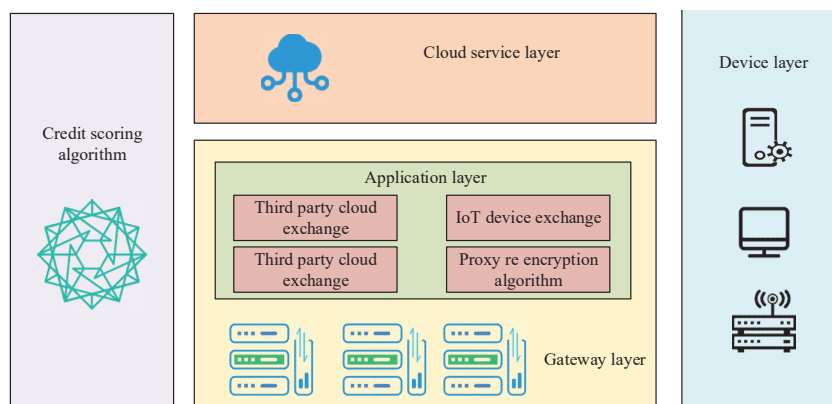 Credit scoring
algorithm
Cloud service layer
Application layer
Third party cloud
exchange
IoT device exchange
Third party cloud
exchange
Proxy re encryption
algorithm
Gateway layer
Device layer